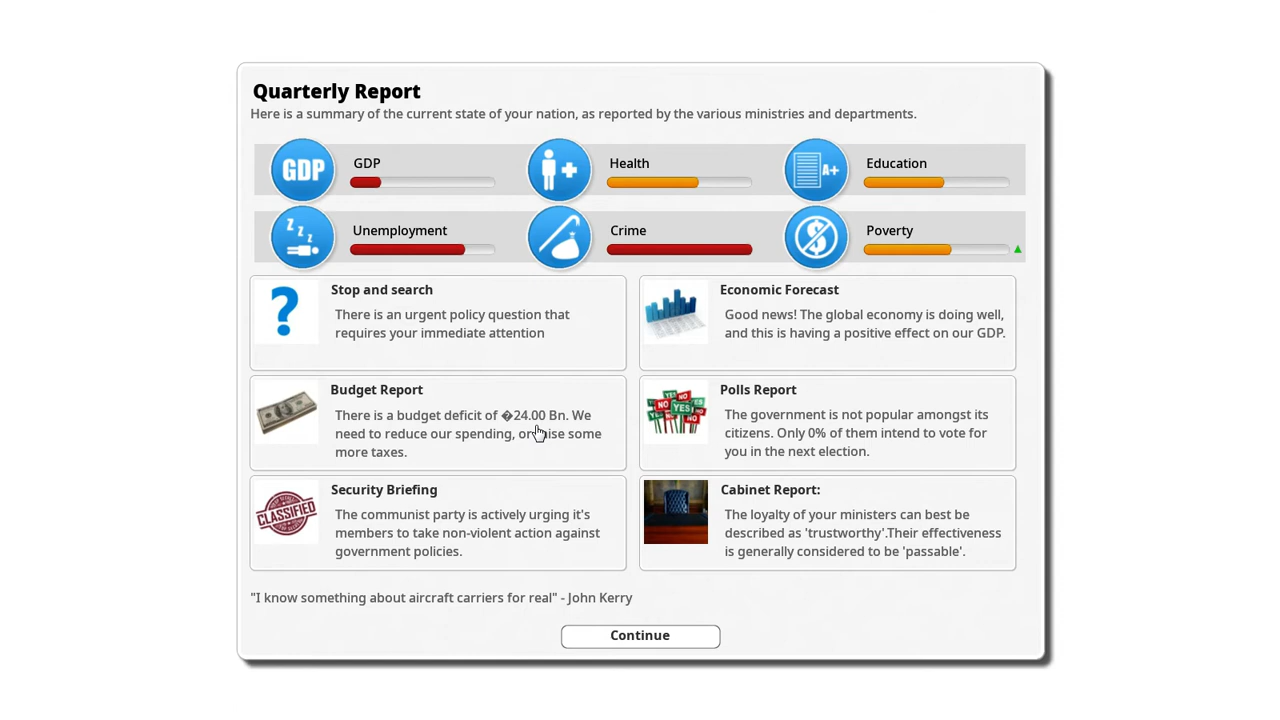 Quarterly Report
Here is a summary of the current state of your nation, as reported by the various ministries and departments.
GDP
GDP
Health
A+
Education
Z Z Z
Unemployment
Crime
$
Poverty
Stop and search
There is an urgent policy question that
requires your immediate attention
?
Economic Forecast
Good news! The global economy is doing well,
and this is having a positive effect on our GDP.
Budget Report
There is a budget deficit of �24.00 Bn. We
need to reduce our spending, or raise some
more taxes.
Polls Report
The government is not popular amongst its
citizens. Only 0% of them intend to vote for
you in the next election.
NO
YES
NO
NO
Security Briefing
The communist party is actively urging it's
members to take non-violent action against
government policies.
CLASSIFIED
Cabinet Report:
The loyalty of your ministers can best be
described as 'trustworthy'.Their effectiveness
is generally considered to be 'passable'.
"I know something about aircraft carriers for real" - John Kerry
Continue